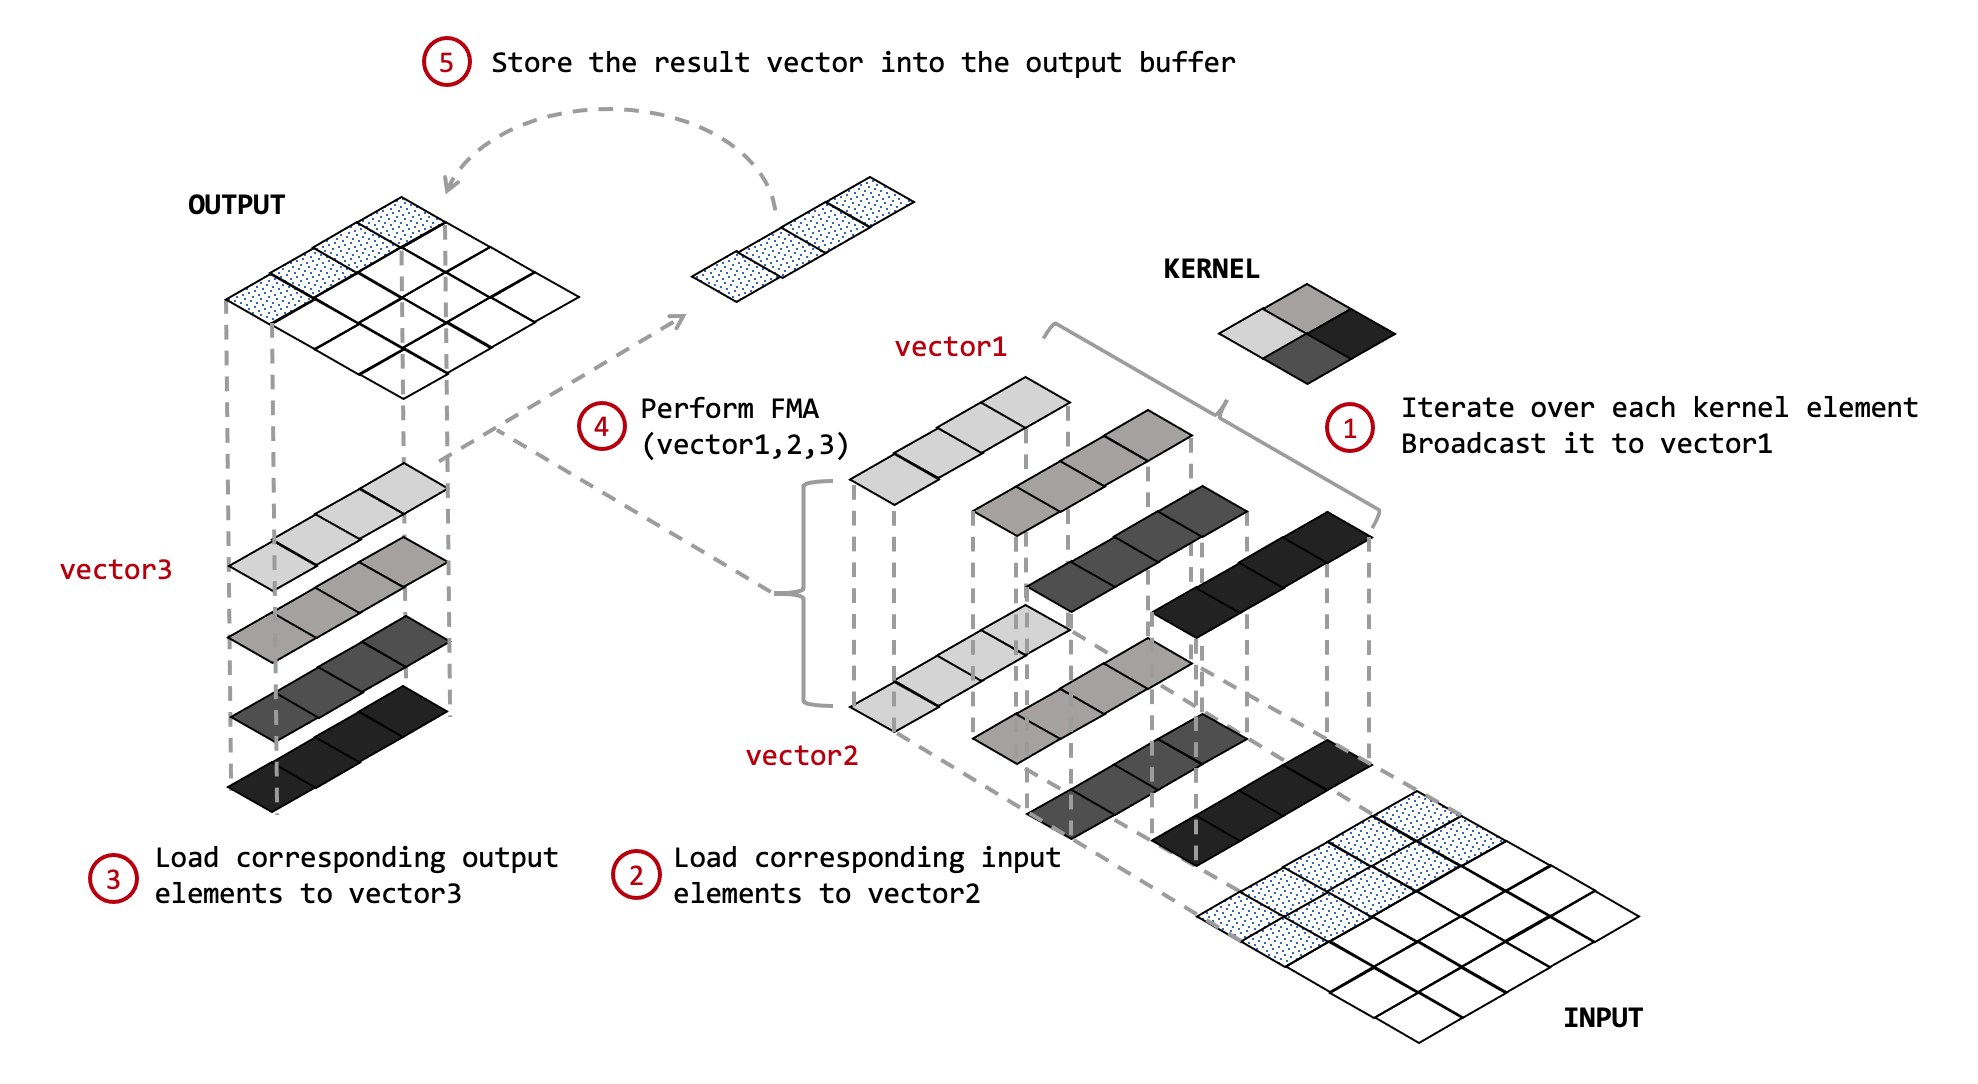 5 Store the result vector into the output buffer
OUTPUT
KERNEL
vector1
4 Perform FMA
(vector1,2,3)
1 Iterate over each kernel element
Broadcast it to vector1
vector3
vector2
3 Load corresponding output
elements to vector3
2 Load corresponding input
elements to vector2
INPUT